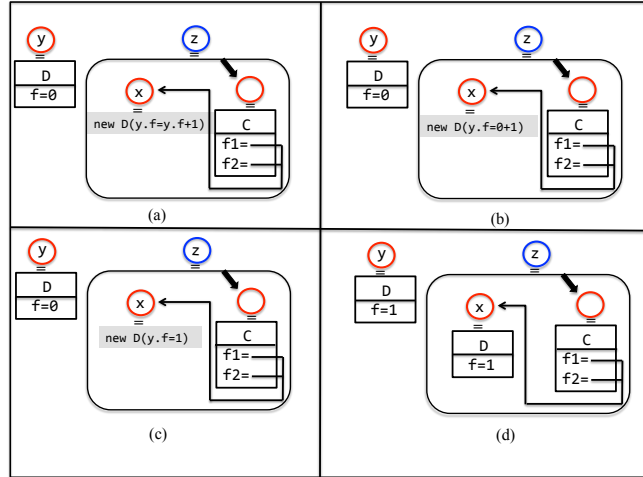 y
z
=
=
D
f=0
x
=
=
new D(y.f=y.f+1)
C
f1=
f2=
(a)
y
z
=
=
D
f=0
x
=
=
new D(y.f=0+1)
C
f1=
f2=
(b)
y
z
=
=
D
f=0
x
=
=
new D(y.f=1)
C
f1=
f2=
(c)
y
z
=
=
D
f=1
x
=
=
D
f=1
C
f1=
f2=
(d)